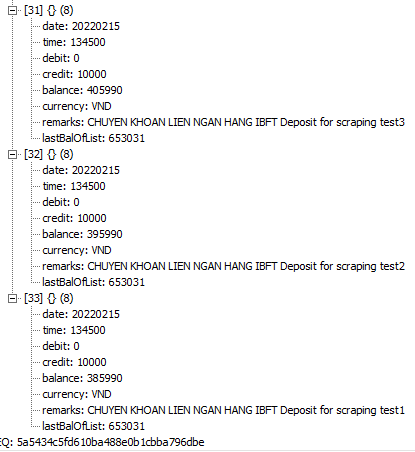 [31] {} (8)
date: 20220215
time: 134500
debit: 0
credit: 10000
balance: 405990
currency: VND
remarks: CHUYEN KHOAN LIEN NGAN HANG IBFT Deposit for scraping test3
lastBalOfList: 653031
[32] {} (8)
date: 20220215
time: 134500
debit: 0
credit: 10000
balance: 395990
currency: VND
remarks: CHUYEN KHOAN LIEN NGAN HANG IBFT Deposit for scraping test2
lastBalOfList: 653031
[33] {} (8)
date: 20220215
time: 134500
debit: 0
credit: 10000
balance: 385990
currency: VND
remarks: CHUYEN KHOAN LIEN NGAN HANG IBFT Deposit for scraping test1
lastBalOfList: 653031
EQ: 5a5434c5fd610ba488e0b1cbba796dbe